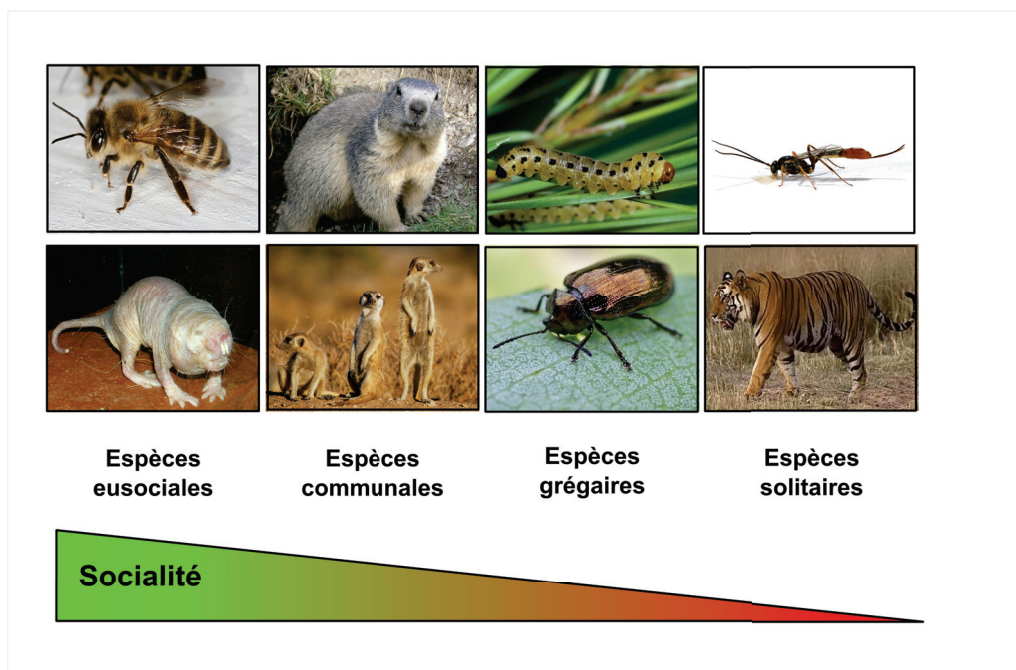 Espèces
eusociales
Espèces
communales
Espèces
grégaires
Espèces
solitaires
Socialité